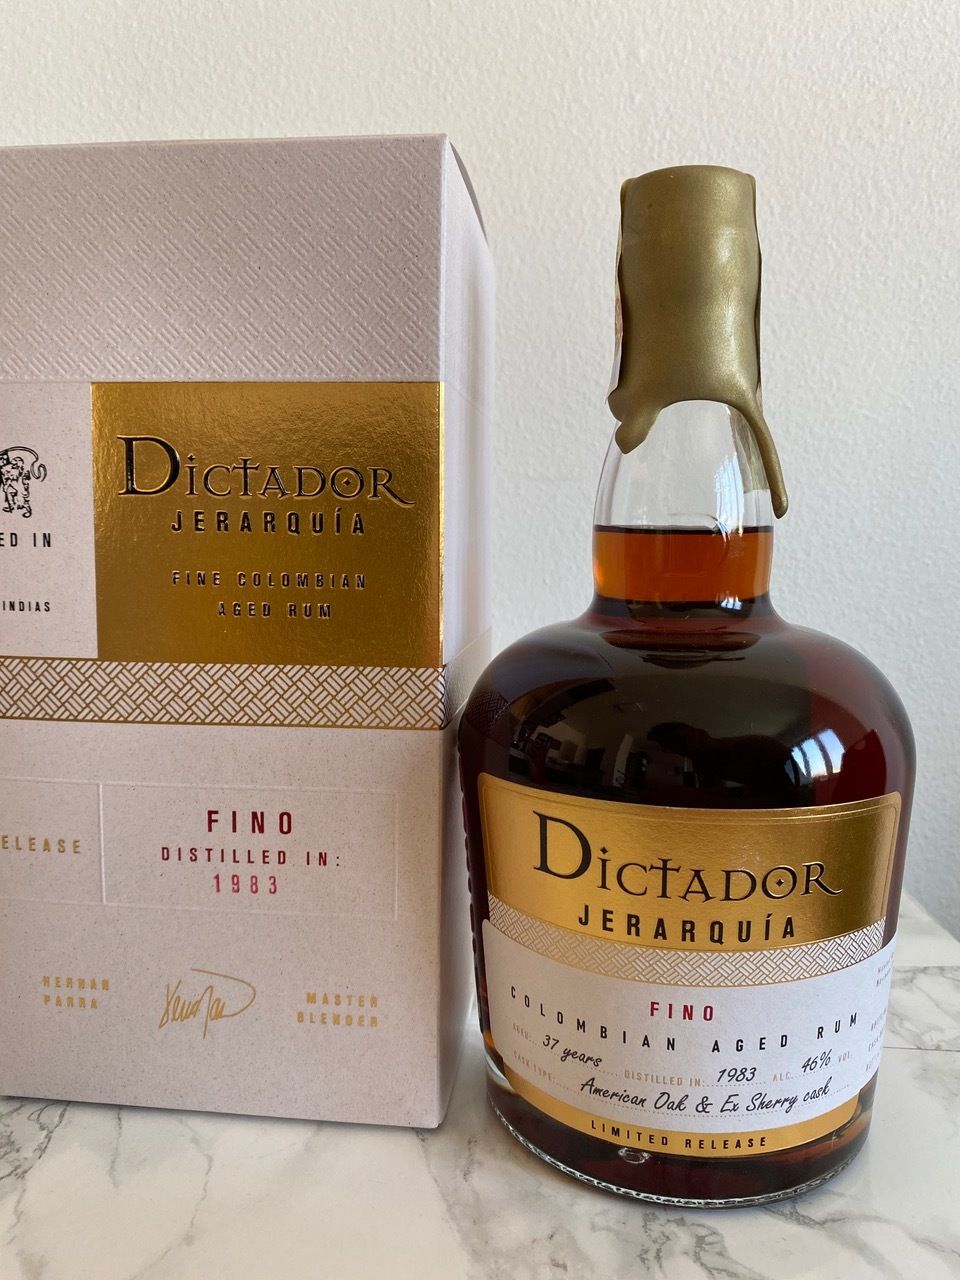 ED IN
INDIAS
DICTADOR
JERARQUÍA
FINE COLOMBIAN
AGED RUM
ELEASE
FINO
DISTILLED IN:
1983
HERNAN
PARRA
MASTER
BLENDER
DICTADOR
JERARQUÍA
FINO
COLOMBIAN AGED RUM
AGED: 37 years DISTILLED IN: 1983 ALC. 46% VOL.
CASK TYPE American Oak & Ex Sherry cask
LIMITED RELEASE